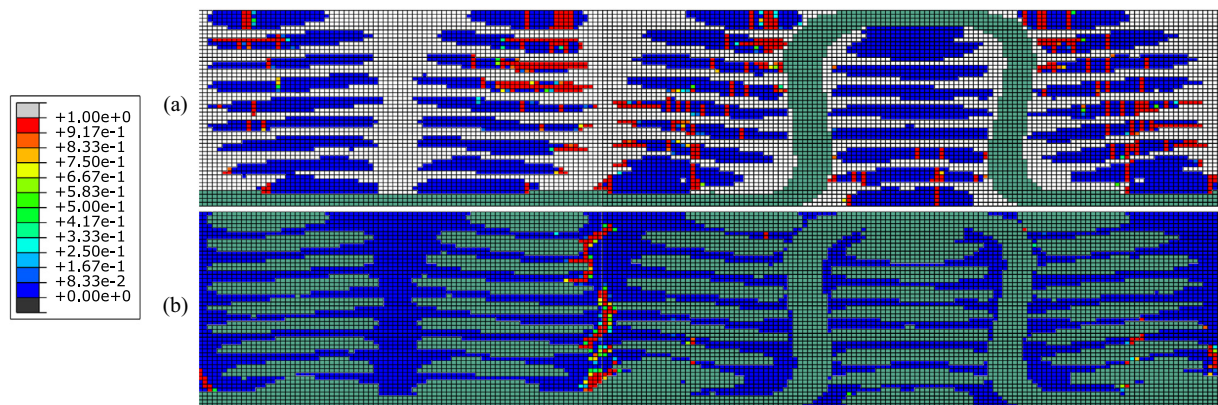 (a)
+1.00e+0
+9.17e-1
+8.33e-1
+7.50e-1
+6.67e-1
+5.83e-1
+5.00e-1
+4.17e-1
+3.33e-1
+2.50e-1
+1.67e-1
+8.33e-2
+0.00e+0
(b)